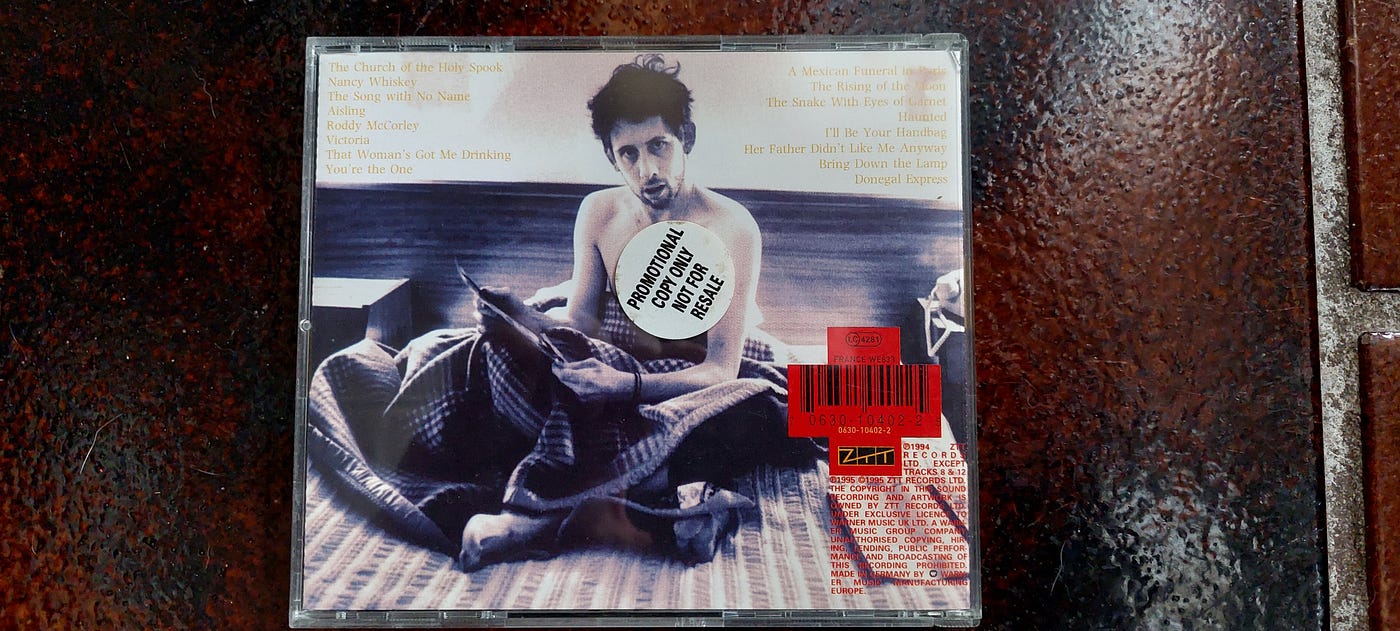 The Church of the Holy Spook
Nancy Whiskey
The Song with No Name
Aisling
Roddy McCorley
Victoria
That Woman's Got Me Drinking
You're the One
A Mexican Funeral in Paris
The Rising of the Moon
The Snake With Eyes of Garnet
Haunted
I'll Be Your Handbag
Her Father Didn't Like Me Anyway
Bring Down the Lamp
Donegal Express
PROMOTIONAL
COPY ONLY
NOT FOR
RESALE
LC 4281
FRANCE WE833
0630-10402-2
0630-10402-2
ZTT
℗1994 ZTT
RECORDS
LTD. EXCEPT
TRACKS 8 & 12
℗1995 ©1995 ZTT RECORDS LTD.
THE COPYRIGHT IN THIS SOUND
RECORDING AND ARTWORK IS
OWNED BY ZTT RECORDS LTD.
UNDER EXCLUSIVE LICENCE TO
WARNER MUSIC UK LTD. A WARN-
ER MUSIC GROUP COMPANY.
UNAUTHORISED COPYING, HIR-
ING, LENDING, PUBLIC PERFOR-
MANCE AND BROADCASTING OF
THIS RECORDING PROHIBITED.
MADE IN GERMANY BY WARN-
ER MUSIC MANUFACTURING
EUROPE.